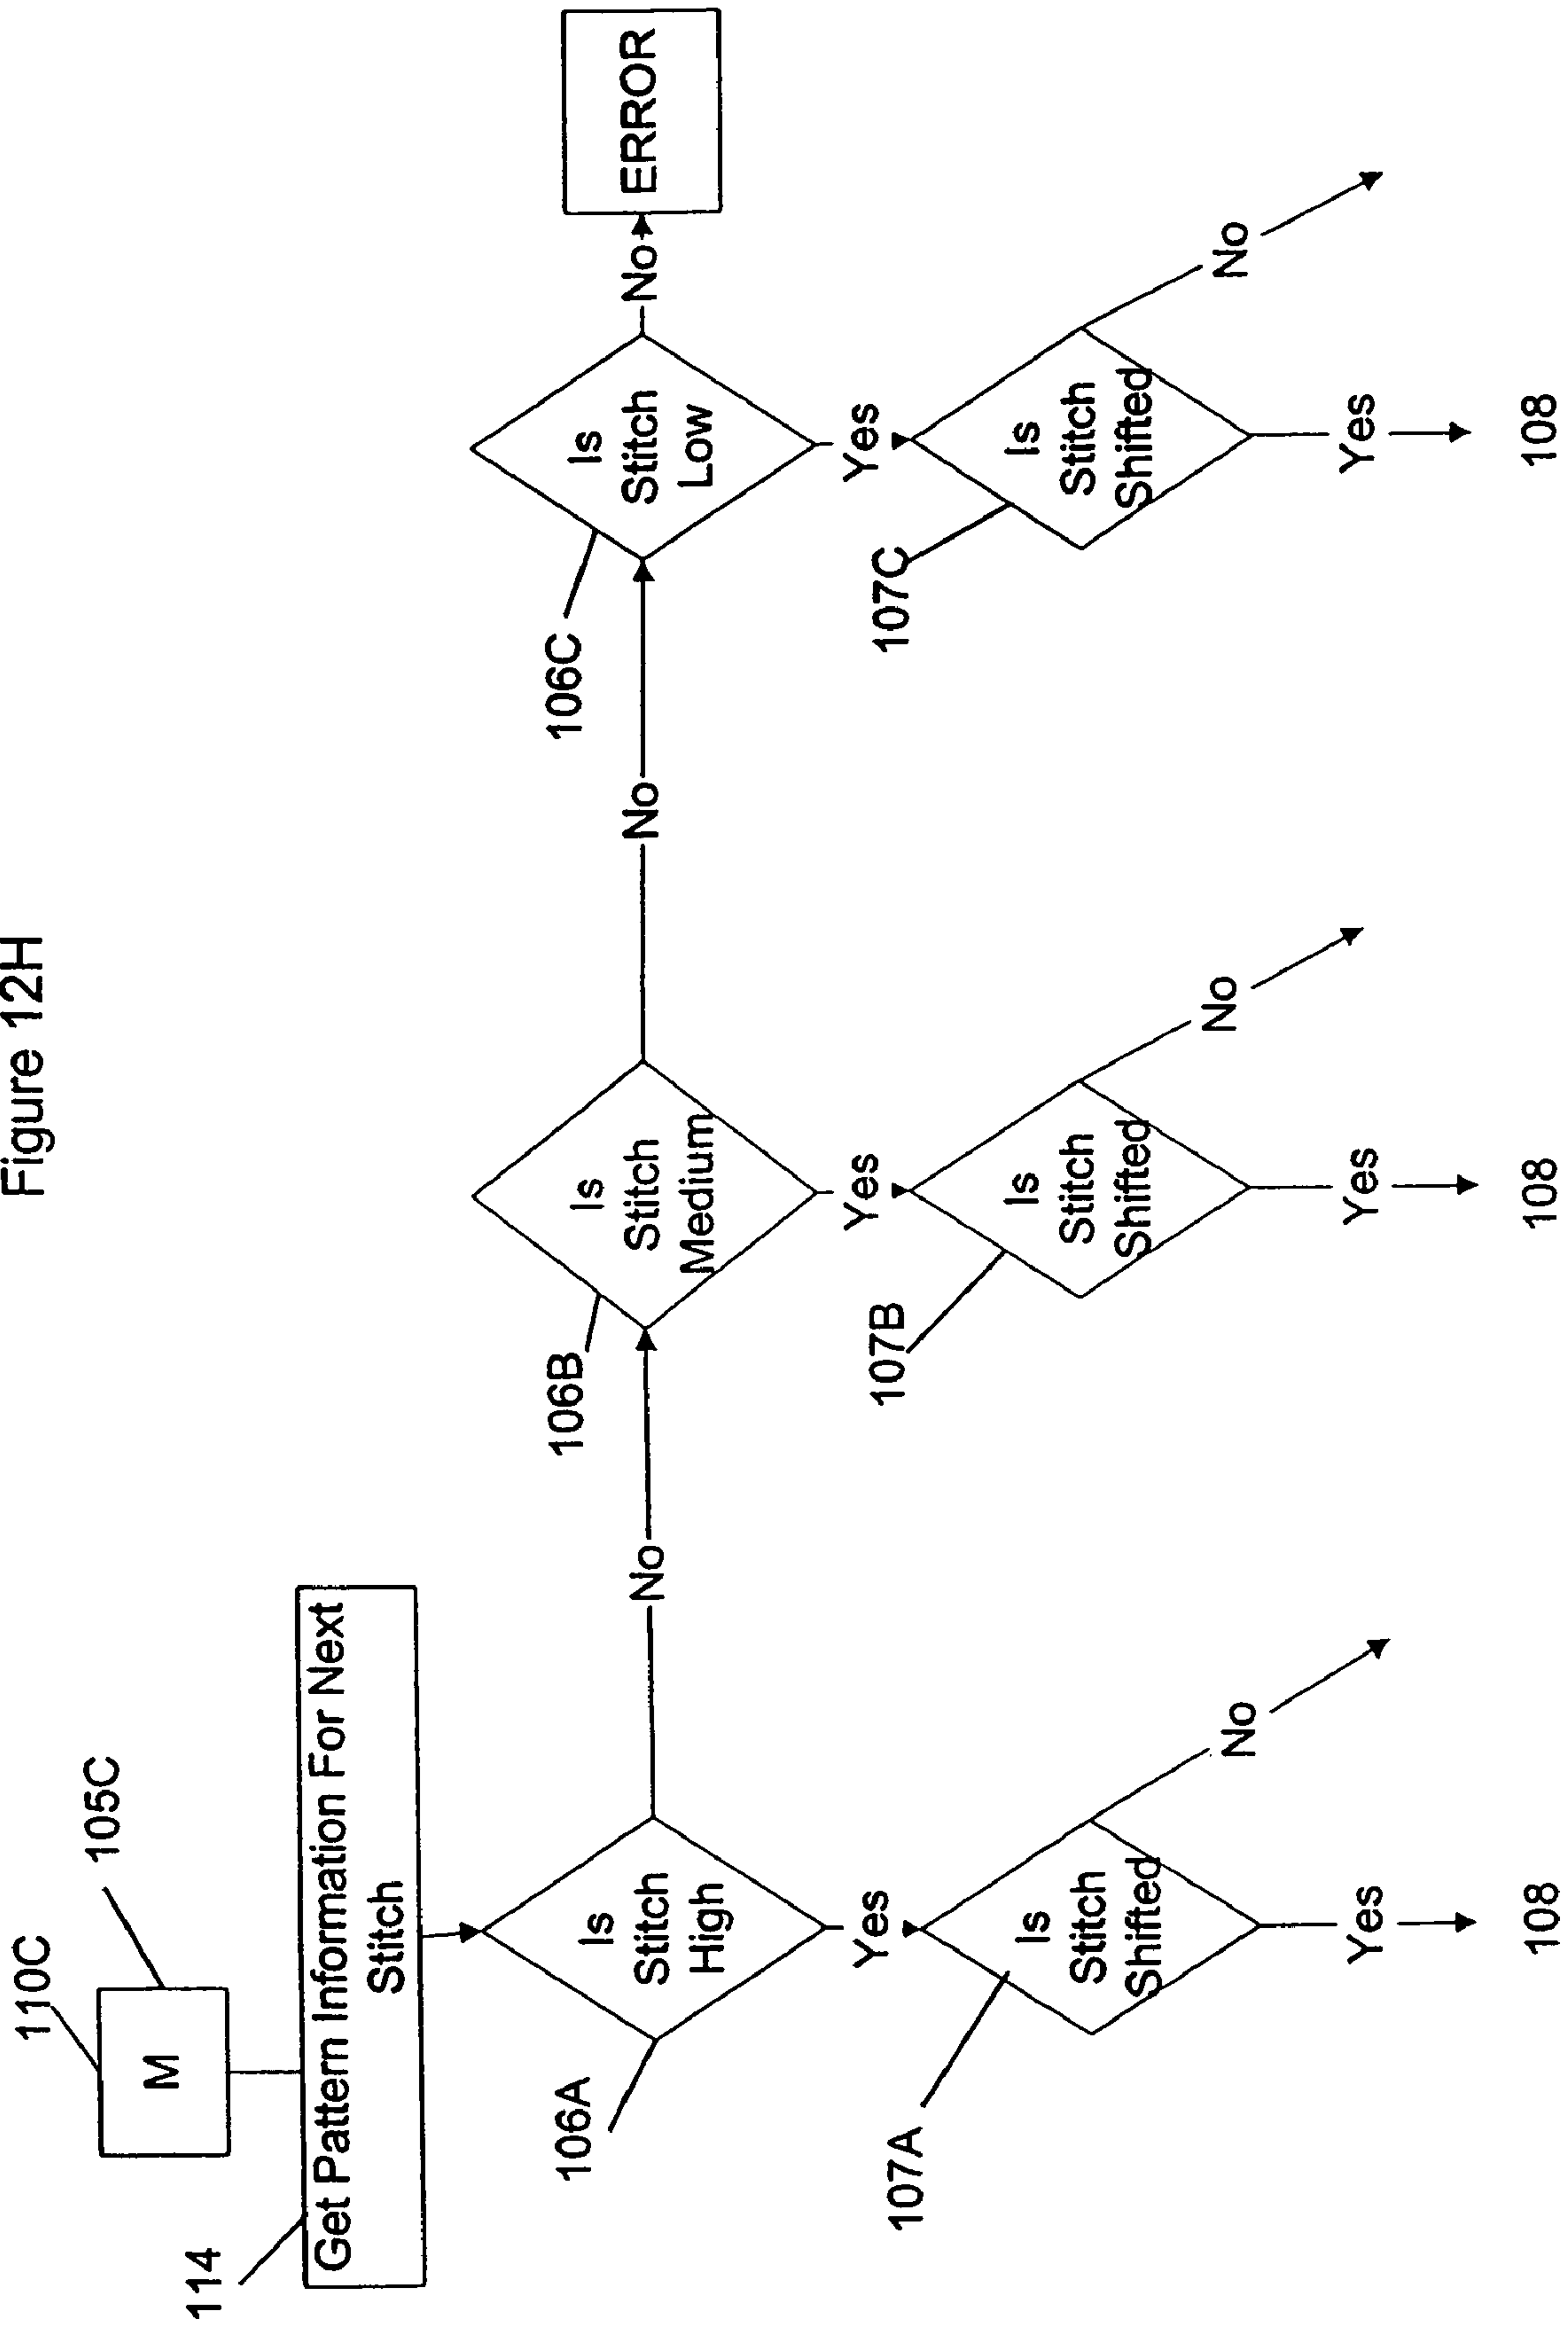 Figure 12H
110C
105C
M
114
Get Pattern Information For Next
Stitch
106A
Is
Stitch
High
No
106B
Is
Stitch
Medium
No
106C
Is
Stitch
Low
No
ERROR
Yes
Yes
Yes
107A
Is
Stitch
Shifted
No
107B
Is
Stitch
Shifted
No
107C
Is
Stitch
Shifted
No
Yes
Yes
Yes
108
108
108